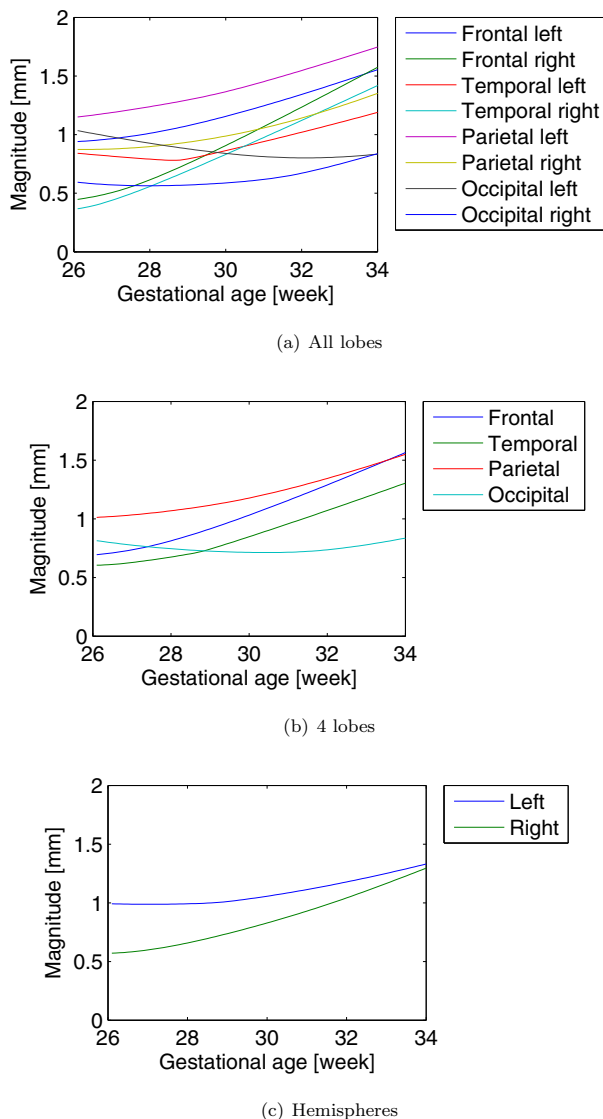 2
1.5
1
0.5
0
26 28 30 32 34
Magnitude [mm]
Gestational age [week]
Frontal left
Frontal right
Temporal left
Temporal right
Parietal left
Parietal right
Occipital left
Occipital right
(a) All lobes
2
1.5
1
0.5
0
26 28 30 32 34
Magnitude [mm]
Gestational age [week]
Frontal
Temporal
Parietal
Occipital
(b) 4 lobes
2
1.5
1
0.5
0
26 28 30 32 34
Magnitude [mm]
Gestational age [week]
Left
Right
(c) Hemispheres